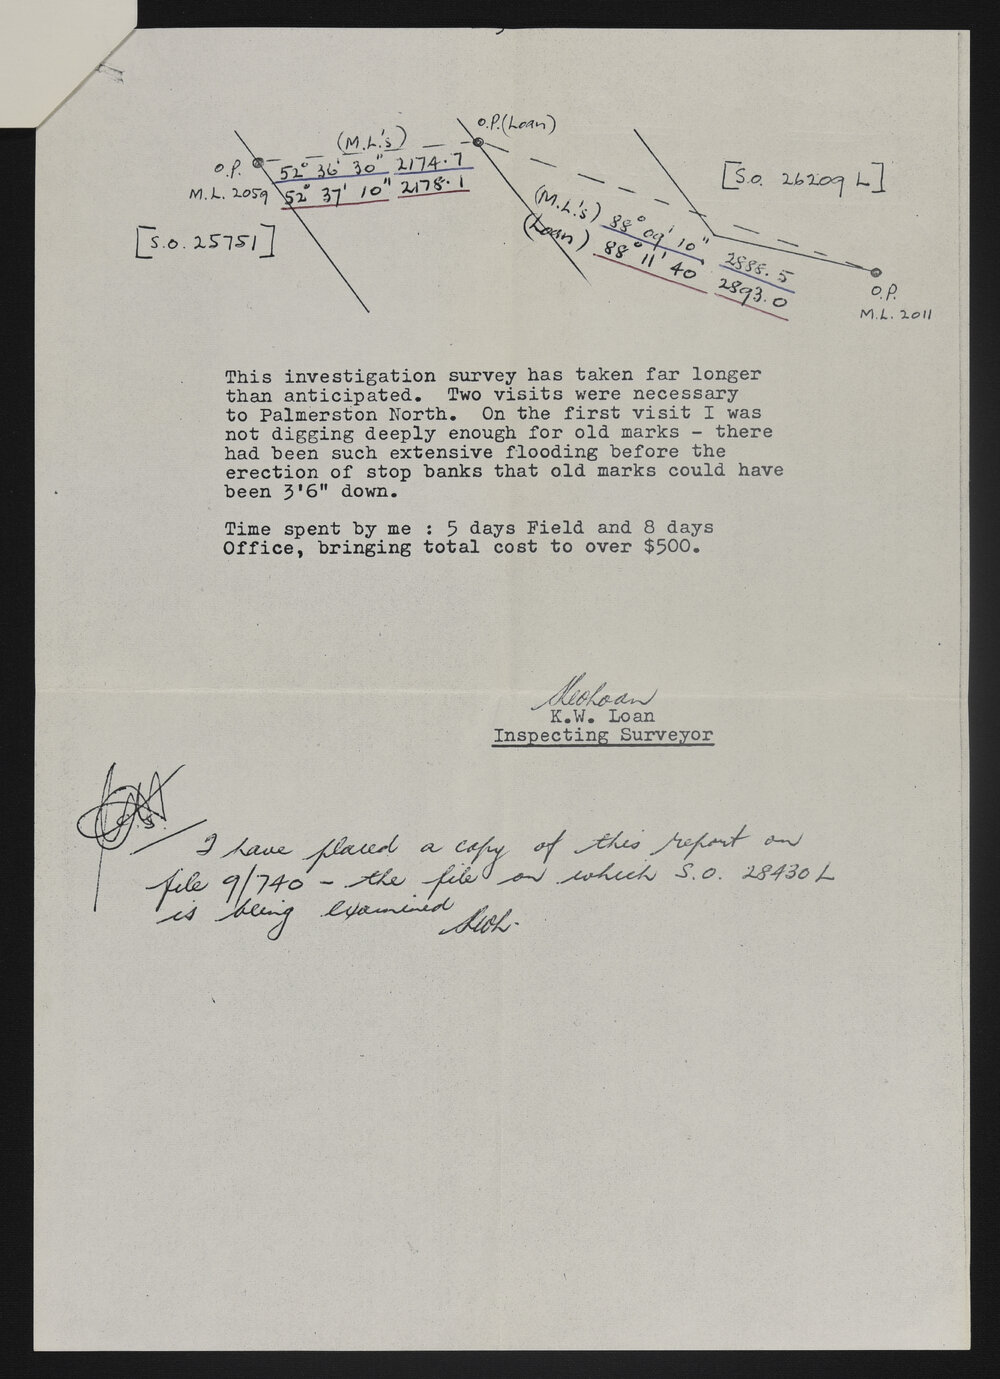 O.P. (Loan)
(M.L.'s)
O.P.
M.L. 2059
52° 36' 30" 2174.7
52° 37' 10" 2178.1
[S.O. 25751]
[S.O. 26209 L]
(M.L.'s) 88° 09' 10" 2888.5
(Loan) 88° 11' 40 2893.0
O.P.
M.L. 2011
This investigation survey has taken far longer
than anticipated.  Two visits were necessary
to Palmerston North.  On the first visit I was
not digging deeply enough for old marks - there
had been such extensive flooding before the
erection of stop banks that old marks could have
been 3'6" down.
Time spent by me : 5 days Field and 8 days
Office, bringing total cost to over $500.
K.W. Loan
Inspecting Surveyor
I have placed a copy of this report on
file 9/740 - the file on which S.O. 28430 L
is being examined